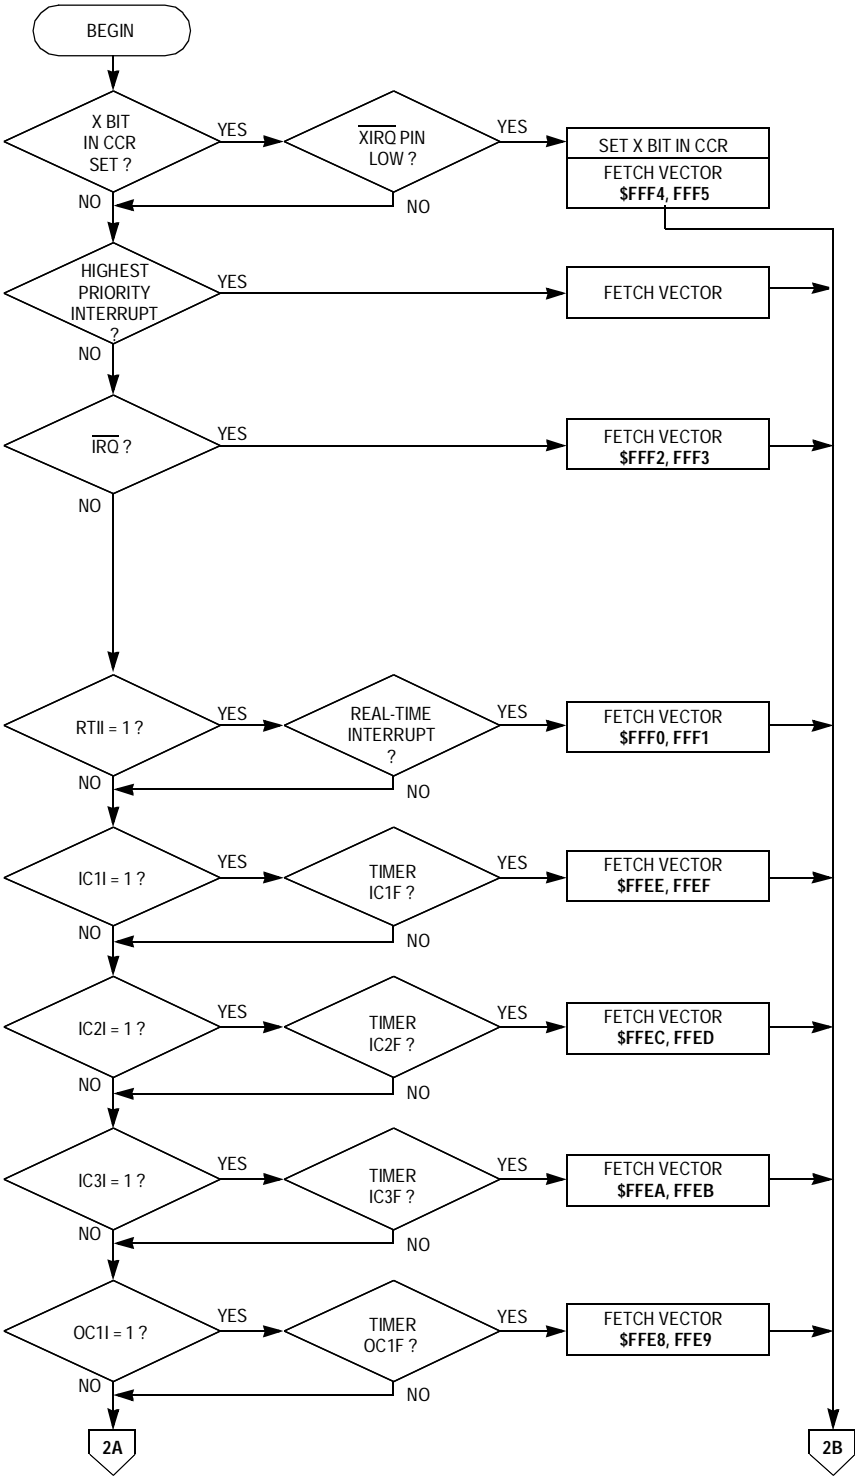 BEGIN
X BIT
IN CCR
SET ?
YES
XIRQ PIN
LOW ?
YES
SET X BIT IN CCR
FETCH VECTOR
$FFF4, FFF5
NO
NO
HIGHEST
PRIORITY
INTERRUPT
?
YES
FETCH VECTOR
NO
IRQ ?
YES
FETCH VECTOR
$FFF2, FFF3
NO
RTII = 1 ?
YES
REAL-TIME
INTERRUPT
?
YES
FETCH VECTOR
$FFF0, FFF1
NO
NO
IC1I = 1 ?
YES
TIMER
IC1F ?
YES
FETCH VECTOR
$FFEE, FFEF
NO
NO
IC2I = 1 ?
YES
TIMER
IC2F ?
YES
FETCH VECTOR
$FFEC, FFED
NO
NO
IC3I = 1 ?
YES
TIMER
IC3F ?
YES
FETCH VECTOR
$FFEA, FFEB
NO
NO
OC1I = 1 ?
YES
TIMER
OC1F ?
YES
FETCH VECTOR
$FFE8, FFE9
NO
NO
2A
2B